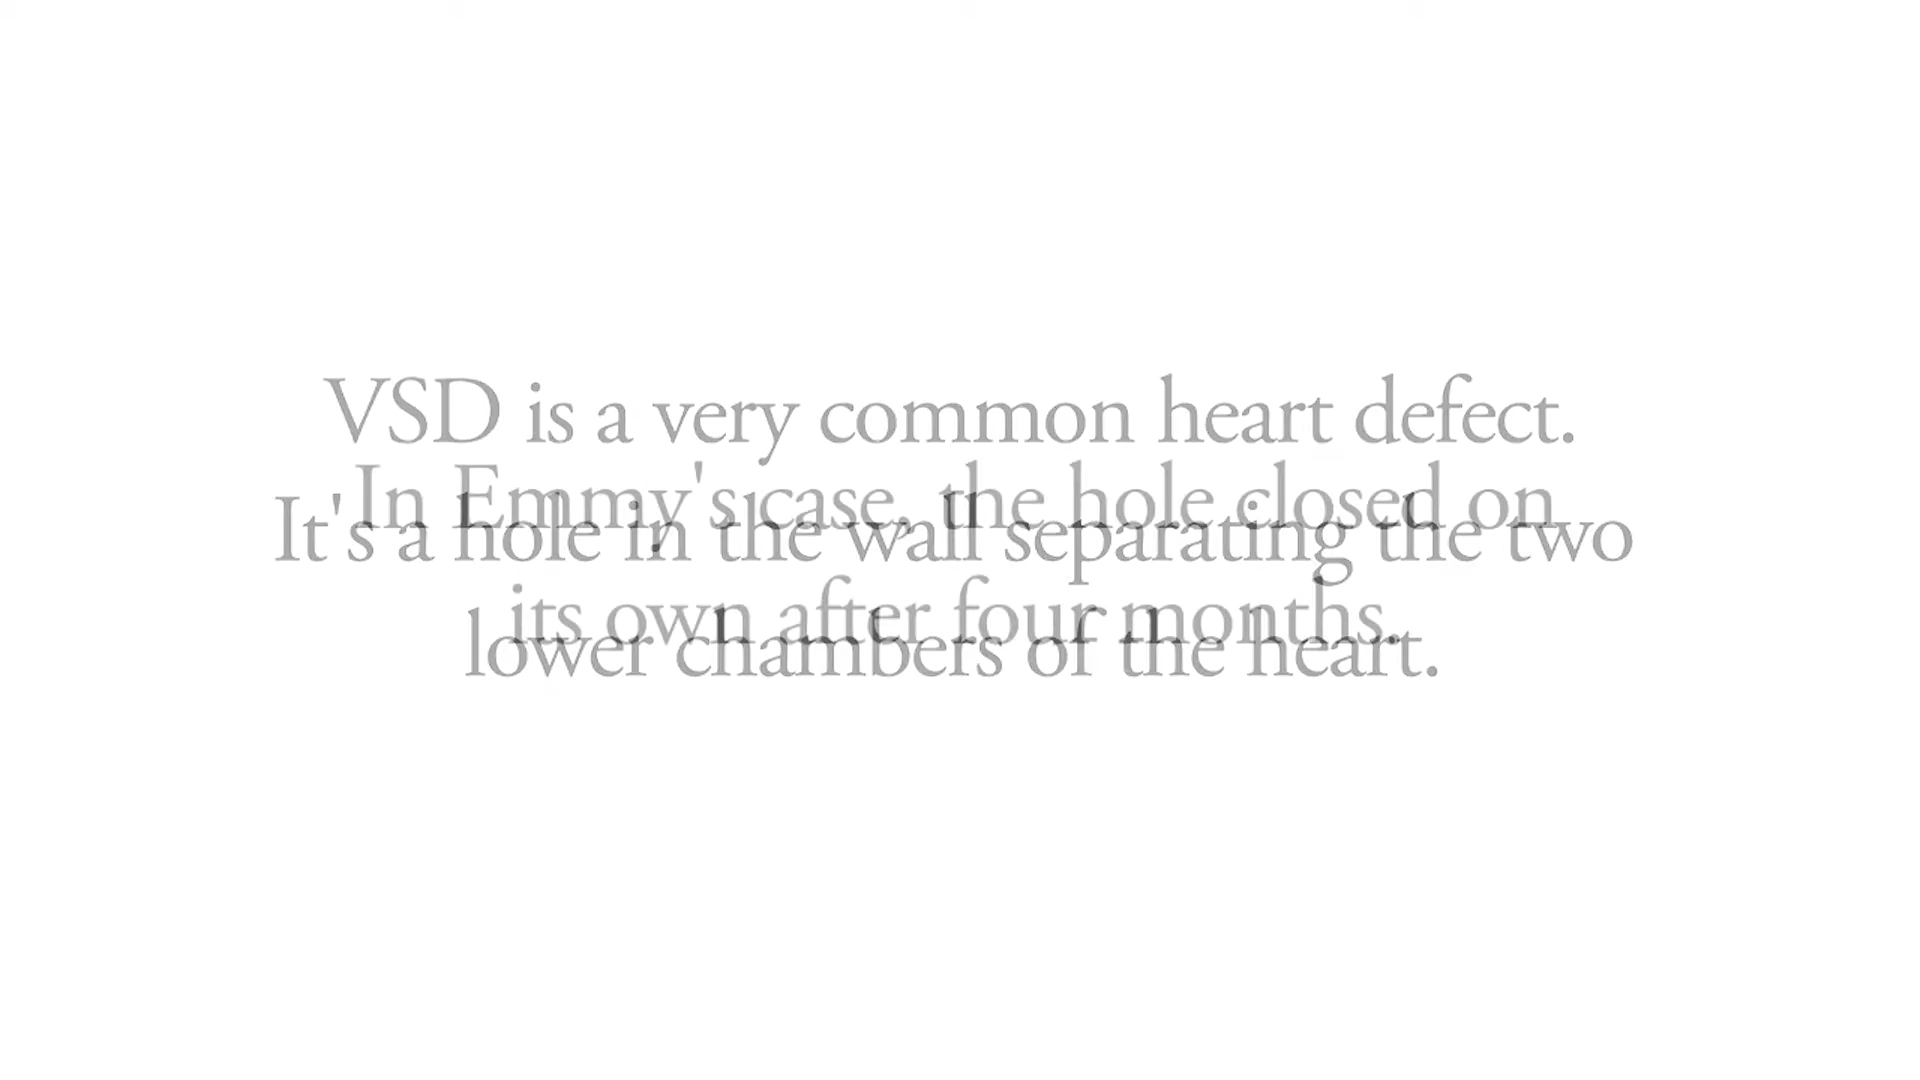 VSD is a very common heart defect.
It's a hole in the wall separating the two
lower chambers of the heart.
In Emmy's case, the hole closed on
its own after four months.